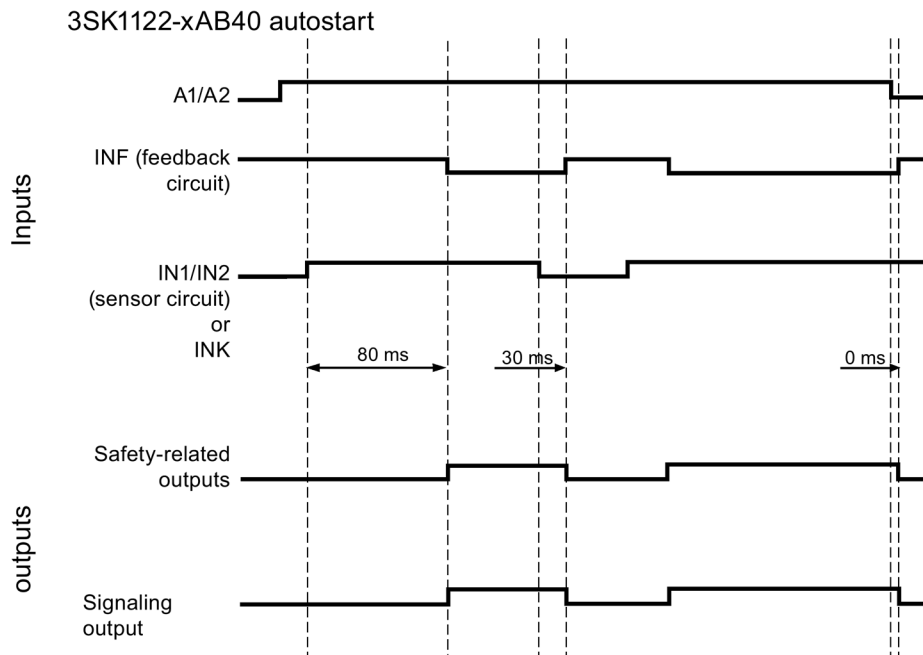 3SK1122-xAB40 autostart
Inputs
A1/A2
INF (feedback
circuit)
IN1/IN2
(sensor circuit)
or
INK
80 ms
30 ms
0 ms
outputs
Safety-related
outputs
Signaling
output